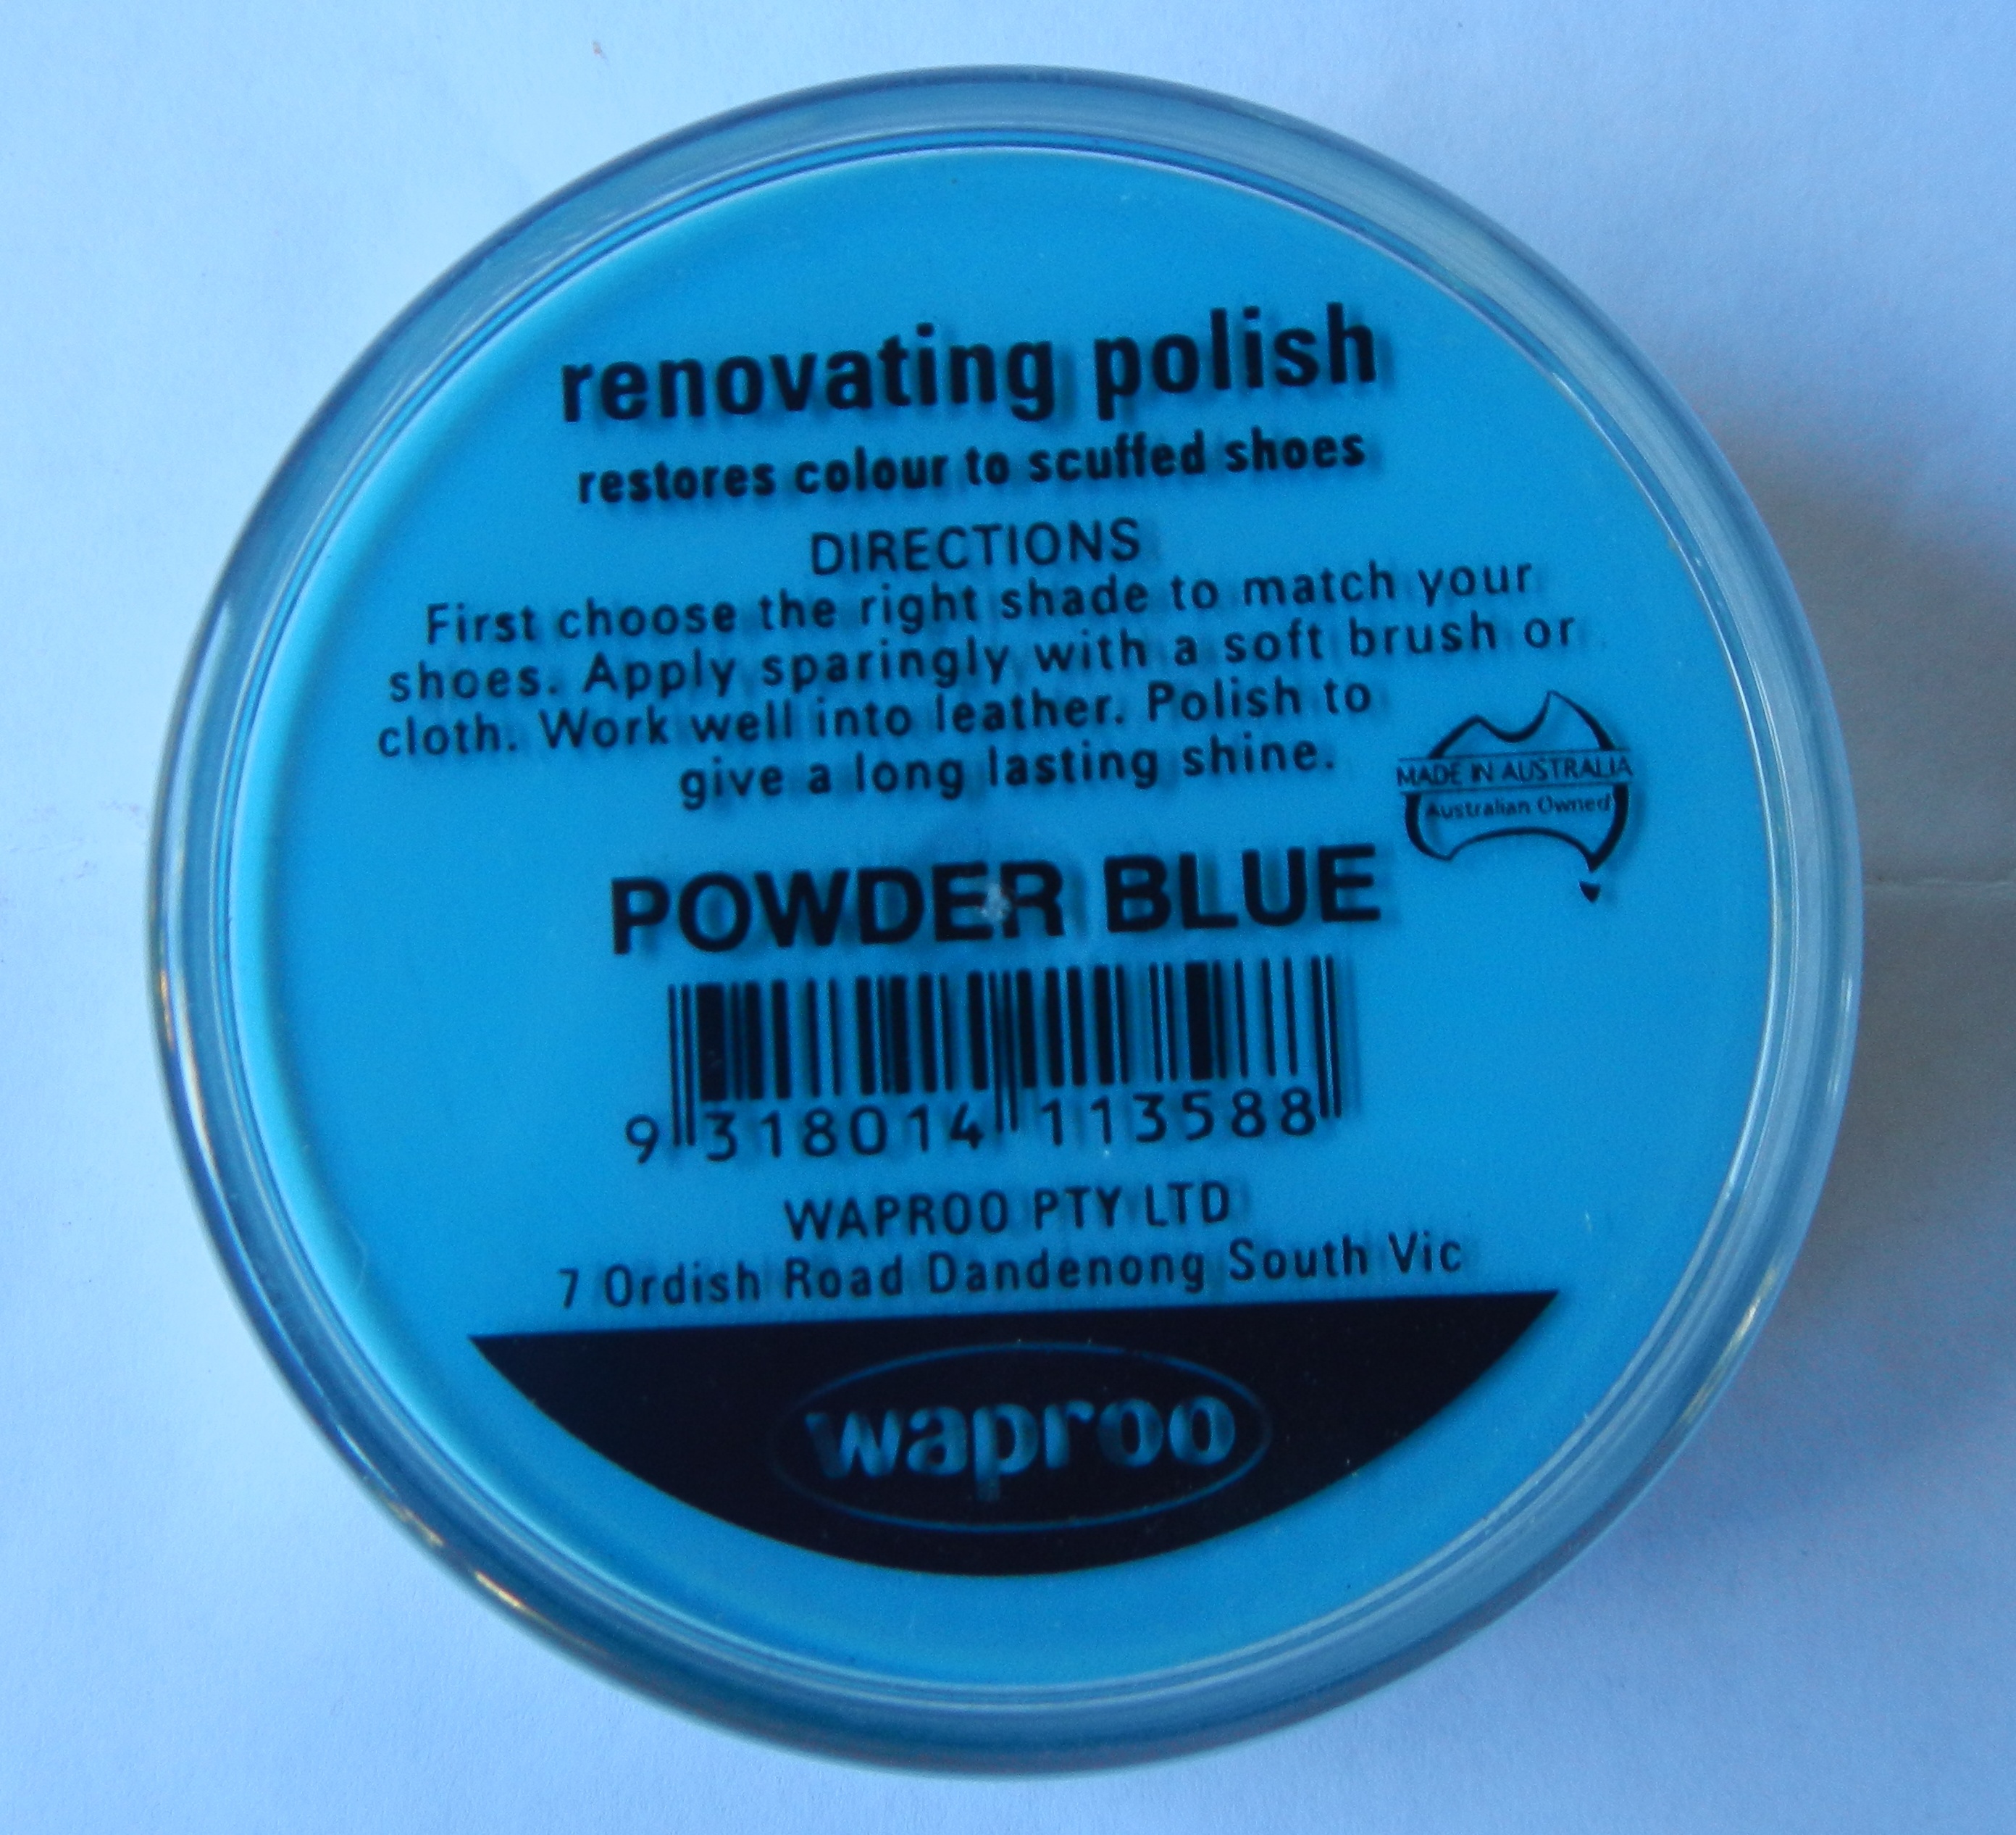 renovating polish
restores colour to scuffed shoes
DIRECTIONS
First choose the right shade to match your
shoes. Apply sparingly with a soft brush or
cloth. Work well into leather. Polish to
give a long lasting shine.
MADE IN AUSTRALIA
Australian Owned
POWDER BLUE
9 318014 113588
WAPROO PTY LTD
7 Ordish Road Dandenong South Vic
waproo